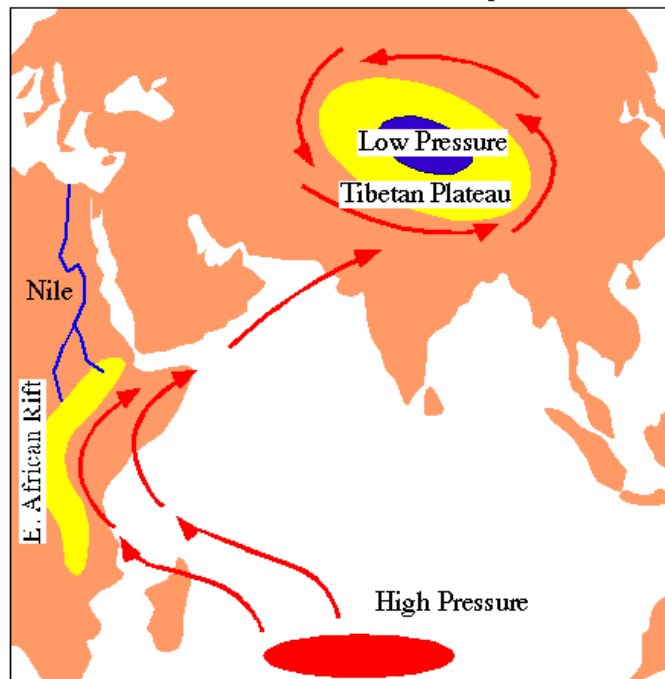 Low Pressure
Tibetan Plateau
Nile
E. African Rift
High Pressure